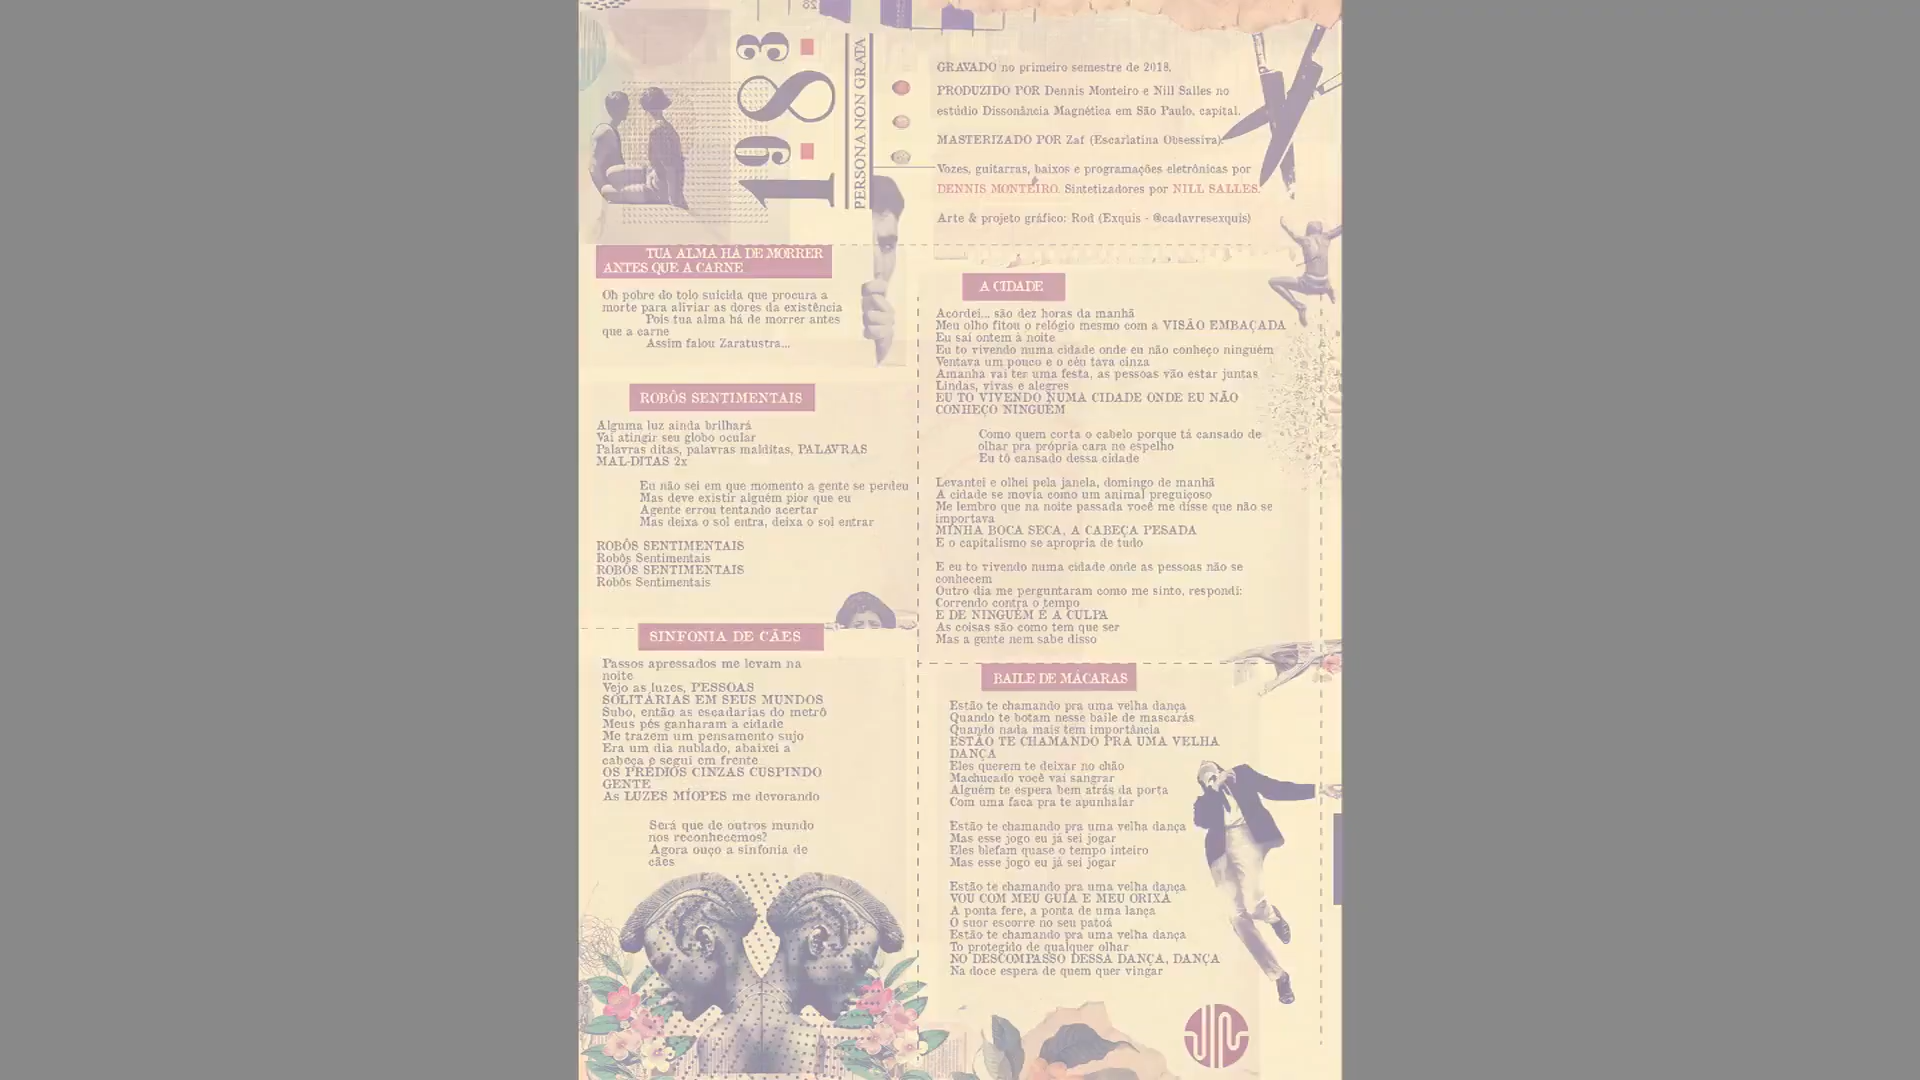 1983
PERSONA NON GRATA
GRAVADO no primeiro semestre de 2018.
PRODUZIDO POR Dennis Monteiro e Nill Salles no
estúdio Dissonância Magnética em São Paulo, capital.
MASTERIZADO POR Zaf (Escarlatina Obsessiva).
Vozes, guitarras, baixos e programações eletrônicas por
DENNIS MONTEIRO. Sintetizadores por NILL SALLES.
Arte & projeto gráfico: Rod (Exquis - @cadavresexquis)
TUA ALMA HÁ DE MORRER
ANTES QUE A CARNE
Oh pobre do tolo suicida que procura a
morte para aliviar as dores da existência
Pois tua alma há de morrer antes
que a carne
Assim falou Zaratustra...
ROBÔS SENTIMENTAIS
Alguma luz ainda brilhará
Vai atingir seu globo ocular
Palavras ditas, palavras malditas, PALAVRAS
MAL-DITAS 2x
Eu não sei em que momento a gente se perdeu
Mas deve existir alguém pior que eu
Agente errou tentando acertar
Mas deixa o sol entra, deixa o sol entrar
ROBÔS SENTIMENTAIS
Robôs Sentimentais
ROBÔS SENTIMENTAIS
Robôs Sentimentais
SINFONIA DE CÃES
Passos apressados me levam na
noite
Vejo as luzes, PESSOAS
SOLITÁRIAS EM SEUS MUNDOS
Subo, então as escadarias do metrô
Meus pés ganharam a cidade
Me trazem um pensamento sujo
Era um dia nublado, abaixei a
cabeça e segui em frente
OS PRÉDIOS CINZAS CUSPINDO
GENTE
As LUZES MÍOPES me devorando
Será que de outros mundo
nos reconhecemos?
Agora ouço a sinfonia de
cães
A CIDADE
Acordei... são dez horas da manhã
Meu olho fitou o relógio mesmo com a VISÃO EMBAÇADA
Eu saí ontem à noite
Eu to vivendo numa cidade onde eu não conheço ninguém
Ventava um pouco e o céu tava cinza
Amanha vai ter uma festa, as pessoas vão estar juntas
Lindas, vivas e alegres
EU TO VIVENDO NUMA CIDADE ONDE EU NÃO
CONHEÇO NINGUÉM
Como quem corta o cabelo porque tá cansado de
olhar pra própria cara no espelho
Eu tô cansado dessa cidade
Levantei e olhei pela janela, domingo de manhã
A cidade se movia como um animal preguiçoso
Me lembro que na noite passada você me disse que não se
importava
MINHA BOCA SECA, A CABEÇA PESADA
E o capitalismo se apropria de tudo
E eu to vivendo numa cidade onde as pessoas não se
conhecem
Outro dia me perguntaram como me sinto, respondi:
Correndo contra o tempo
E DE NINGUÉM É A CULPA
As coisas são como tem que ser
Mas a gente nem sabe disso
BAILE DE MÁCARAS
Estão te chamando pra uma velha dança
Quando te botam nesse baile de mascarás
Quando nada mais tem importância
ESTÃO TE CHAMANDO PRA UMA VELHA
DANÇA
Eles querem te deixar no chão
Machucado você vai sangrar
Alguém te espera bem atrás da porta
Com uma faca pra te apunhalar
Estão te chamando pra uma velha dança
Mas esse jogo eu já sei jogar
Eles blefam quase o tempo inteiro
Mas esse jogo eu já sei jogar
Estão te chamando pra uma velha dança
VOU COM MEU GUIA E MEU ORIXA
A ponta fere, a ponta de uma lança
O suor escorre no seu patoá
Estão te chamando pra uma velha dança
To protegido de qualquer olhar
NO DESCOMPASSO DESSA DANÇA, DANÇA
Na doce espera de quem quer vingar